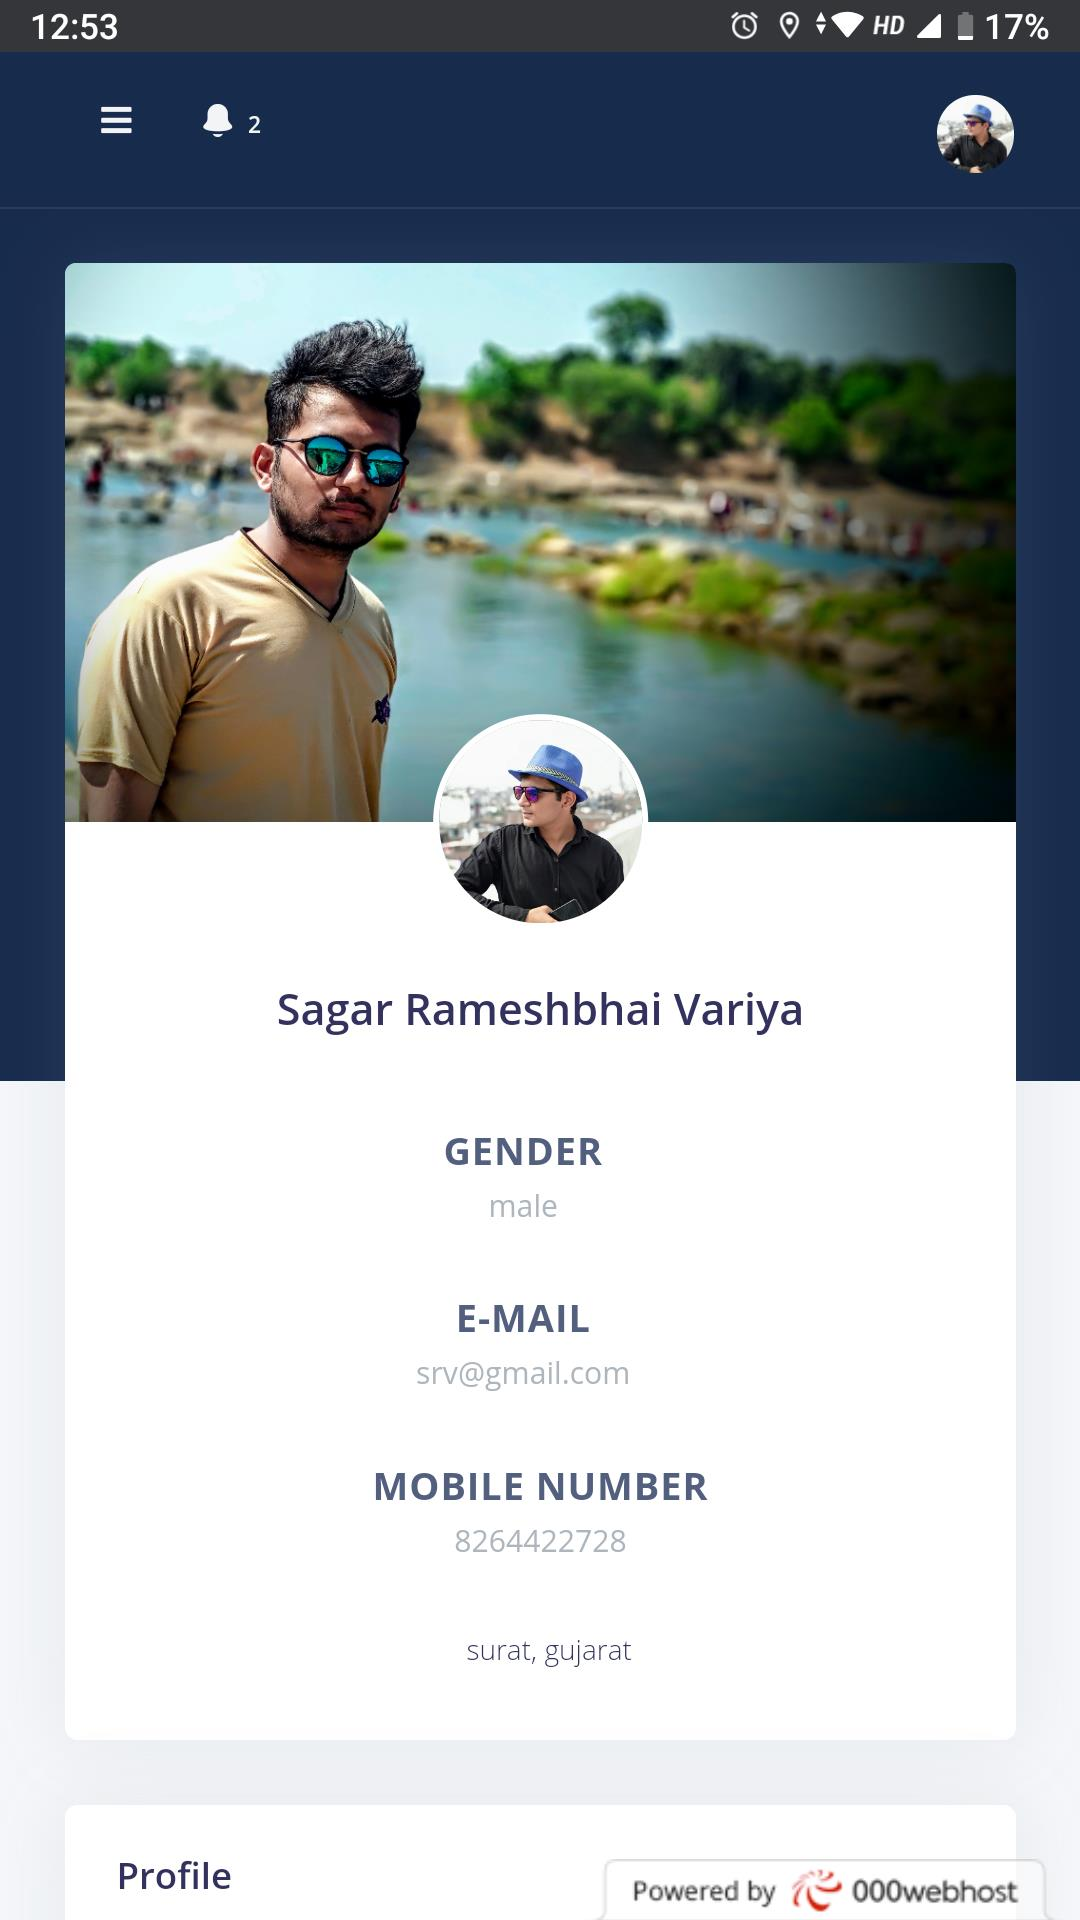 12:53 HD 17%
2
Sagar Rameshbhai Variya
GENDER
male
E-MAIL
srv@gmail.com
MOBILE NUMBER
8264422728
surat, gujarat
Profile
Powered by 000webhost